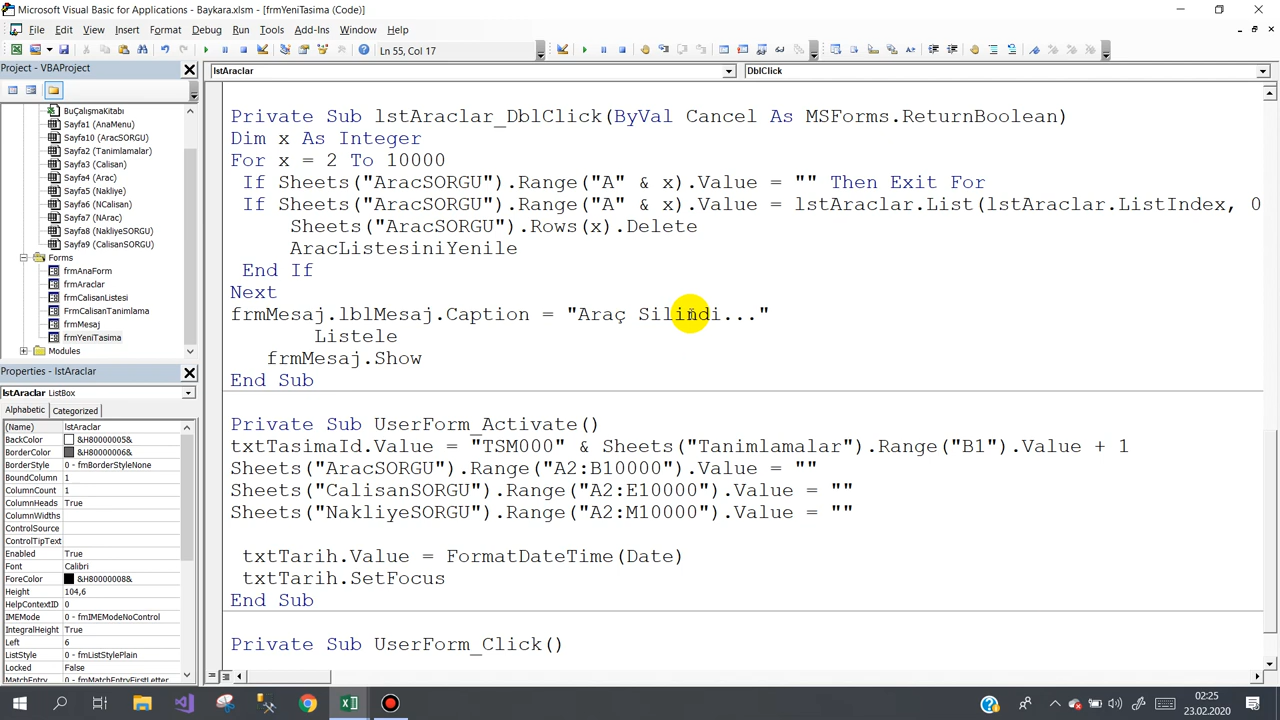 Microsoft Visual Basic for Applications - Baykara.xlsm - [frmYeniTasima (Code)]
File Edit View Insert Format Debug Run Tools Add-Ins Window Help
Ln 55, Col 17
Project - VBAProject
lstAraclar
DblClick
BuÇalışmaKitabı
Sayfa1 (AnaMenu)
Sayfa10 (AracSORGU)
Sayfa2 (Tanimlamalar)
Sayfa3 (Calisan)
Sayfa4 (Arac)
Sayfa5 (Nakliye)
Sayfa6 (NCalisan)
Sayfa7 (NArac)
Sayfa8 (NakliyeSORGU)
Sayfa9 (CalisanSORGU)
Forms
frmAnaForm
frmAraclar
frmCalisanListesi
FrmCalisanTanimlama
frmMesaj
frmYeniTasima
Modules
Properties - lstAraclar
lstAraclar ListBox
Alphabetic Categorized
(Name) lstAraclar
BackColor &H80000005&
BorderColor &H80000006&
BorderStyle 0 - fmBorderStyleNone
BoundColumn 1
ColumnCount 1
ColumnHeads True
ColumnWidths
ControlSource
ControlTipText
Enabled True
Font Calibri
ForeColor &H80000008&
Height 104,6
HelpContextID 0
IMEMode 0 - fmIMEModeNoControl
IntegralHeight True
Left 6
ListStyle 0 - fmListStylePlain
Locked False
MatchEntry 0 - fmMatchEntryFirstLetter
Private Sub lstAraclar_DblClick(ByVal Cancel As MSForms.ReturnBoolean)
Dim x As Integer
For x = 2 To 10000
If Sheets("AracSORGU").Range("A" & x).Value = "" Then Exit For
If Sheets("AracSORGU").Range("A" & x).Value = lstAraclar.List(lstAraclar.ListIndex, 0
Sheets("AracSORGU").Rows(x).Delete
AracListesiniYenile
End If
Next
frmMesaj.lblMesaj.Caption = "Araç Silindi..."
Listele
frmMesaj.Show
End Sub
Private Sub UserForm_Activate()
txtTasimaId.Value = "TSM000" & Sheets("Tanimlamalar").Range("B1").Value + 1
Sheets("AracSORGU").Range("A2:B10000").Value = ""
Sheets("CalisanSORGU").Range("A2:E10000").Value = ""
Sheets("NakliyeSORGU").Range("A2:M10000").Value = ""
txtTarih.Value = FormatDateTime(Date)
txtTarih.SetFocus
End Sub
Private Sub UserForm_Click()
02:25
23.02.2020